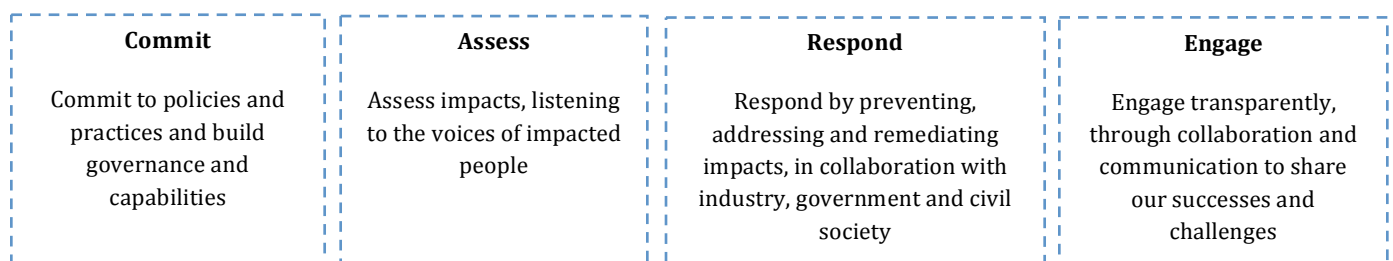 Commit
Commit to policies and
practices and build
governance and
capabilities
Assess
Assess impacts, listening
to the voices of impacted
people
Respond
Respond by preventing,
addressing and remediating
impacts, in collaboration with
industry, government and civil
society
Engage
Engage transparently,
through collaboration and
communication to share
our successes and
challenges